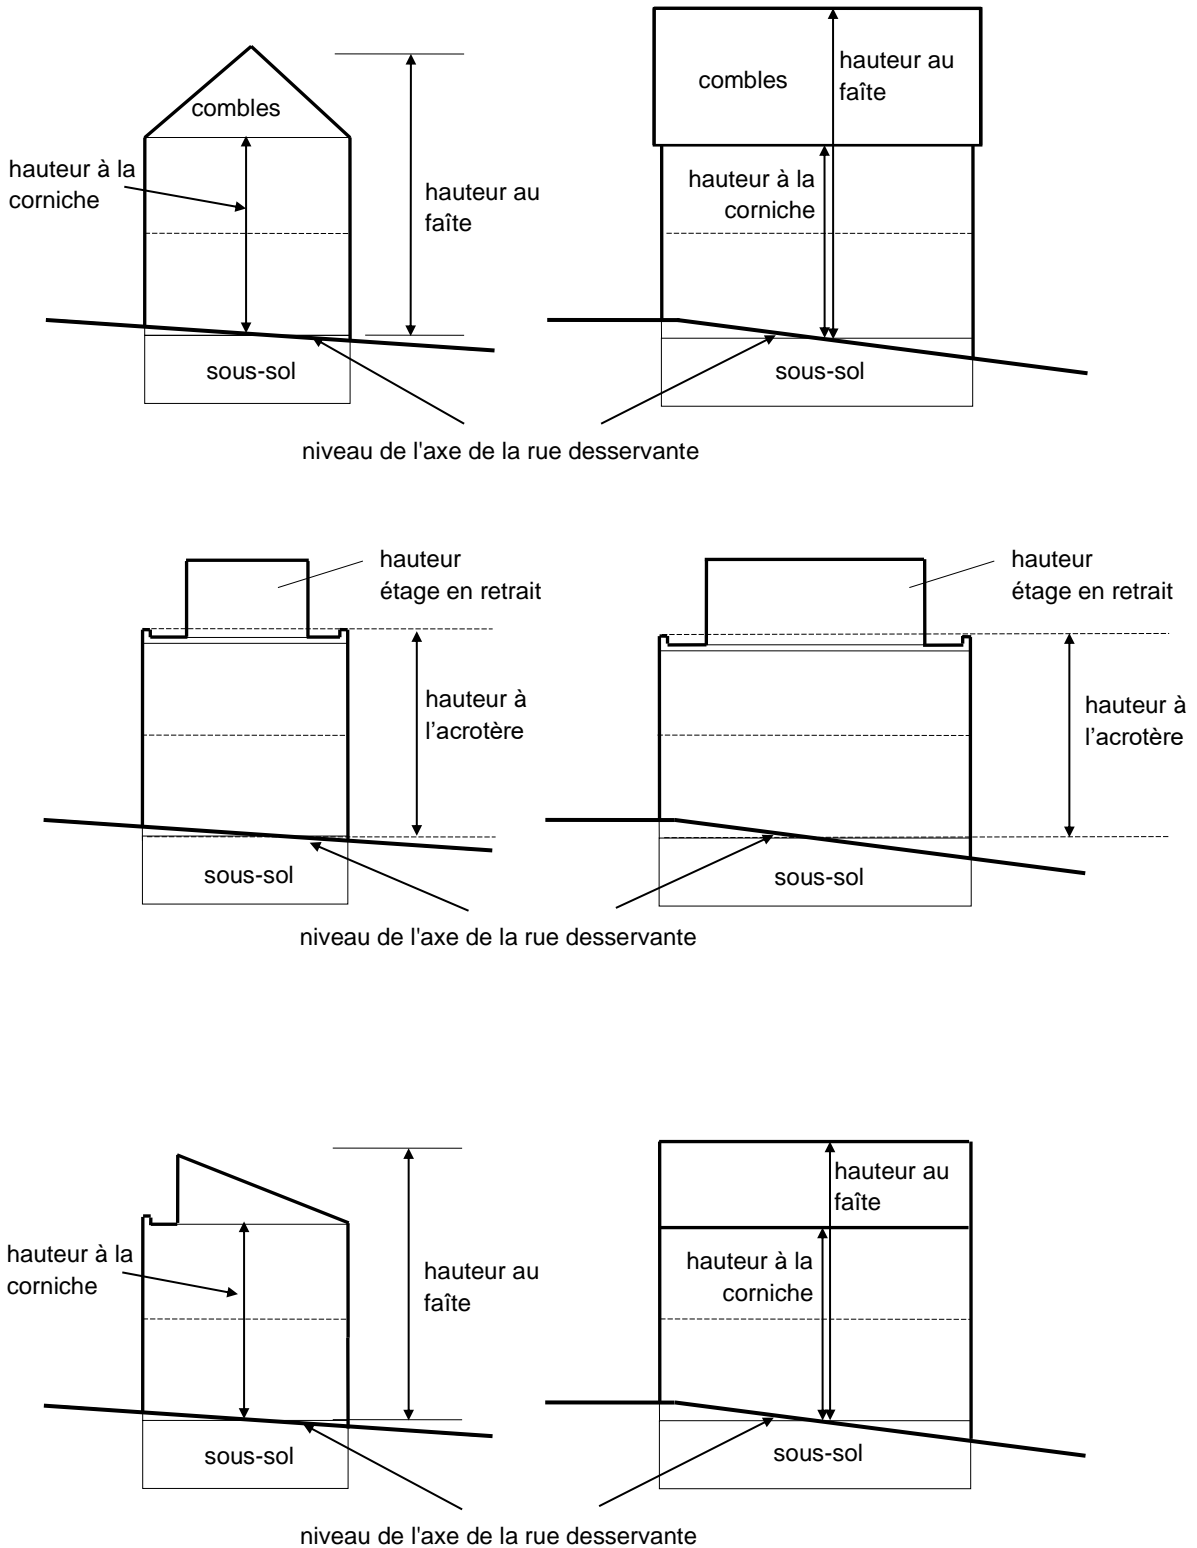 combles
hauteur à la
corniche
hauteur au
faîte
sous-sol
combles
hauteur au
faîte
hauteur à la
corniche
sous-sol
niveau de l'axe de la rue desservante
hauteur
étage en retrait
hauteur à
l’acrotère
sous-sol
hauteur
étage en retrait
hauteur à
l’acrotère
sous-sol
niveau de l'axe de la rue desservante
hauteur à la
corniche
hauteur au
faîte
sous-sol
hauteur au
faîte
hauteur à la
corniche
sous-sol
niveau de l'axe de la rue desservante